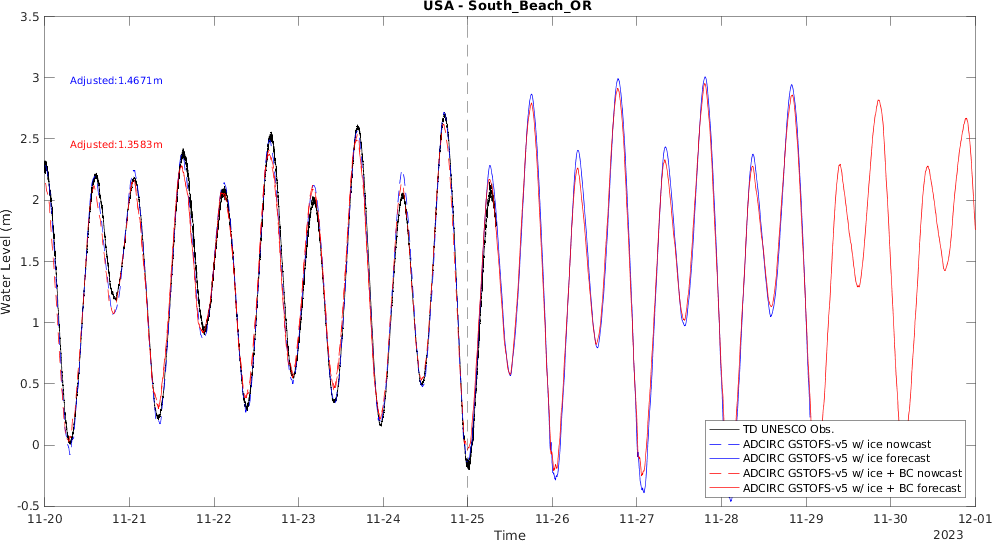 USA - South_Beach_OR
3.5
3
2.5
2
1.5
1
0.5
0
-0.5
Water Level (m)
Adjusted:1.4671m
Adjusted:1.3583m
TD UNESCO Obs.
ADCIRC GSTOFS-v5 w/ ice nowcast
ADCIRC GSTOFS-v5 w/ ice forecast
ADCIRC GSTOFS-v5 w/ ice + BC nowcast
ADCIRC GSTOFS-v5 w/ ice + BC forecast
11-20 11-21 11-22 11-23 11-24 11-25 11-26 11-27 11-28 11-29 11-30 12-01
Time
2023